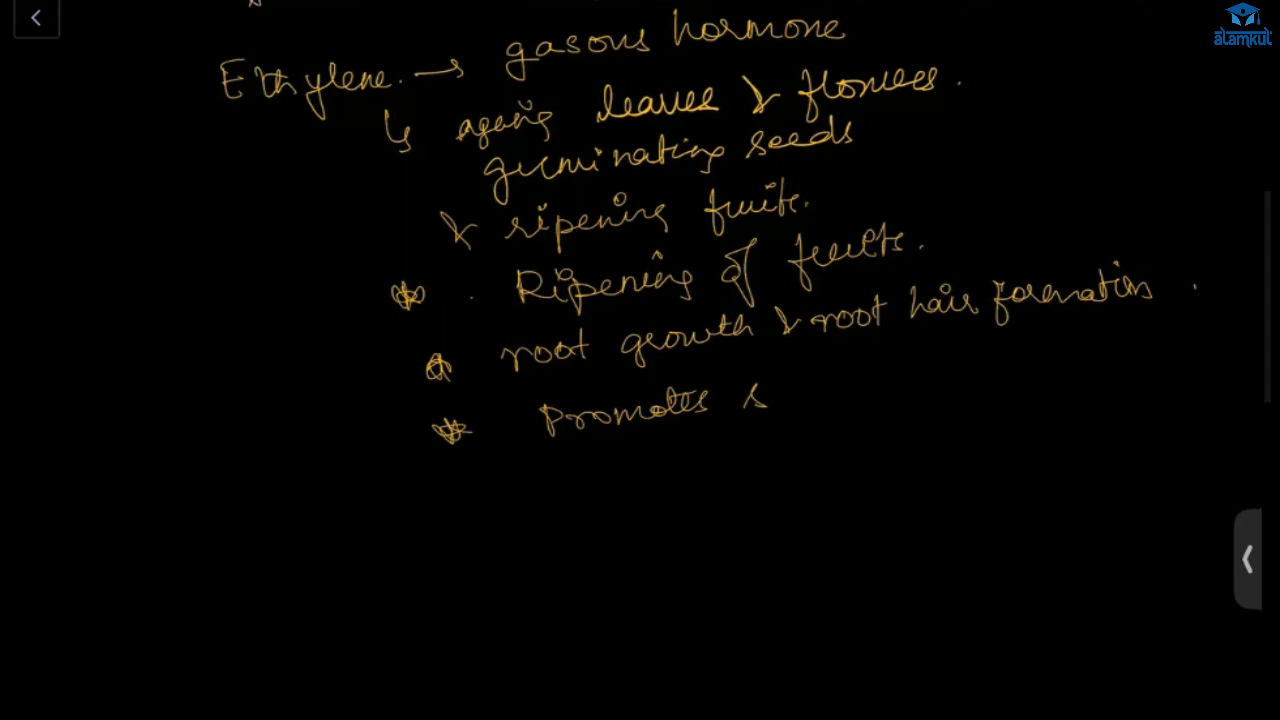 alamkul
Ethylene. → gasous hormone
↳ ageing leaves & flowers.
germinating seeds
& ripening fruits.
* . Ripening of fruits.
* root growth & root hair formation .
* Promotes s